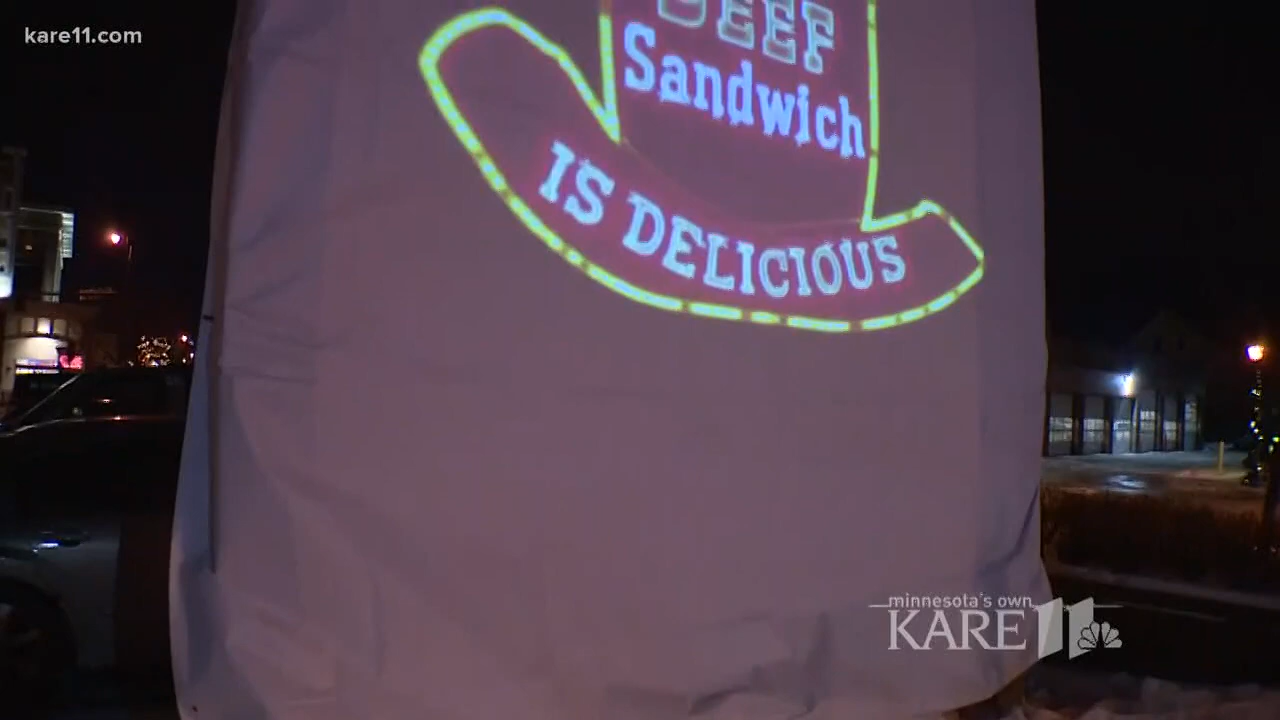 kare11.com
BEEF
Sandwich
IS DELICIOUS
minnesota's own
KARE 11